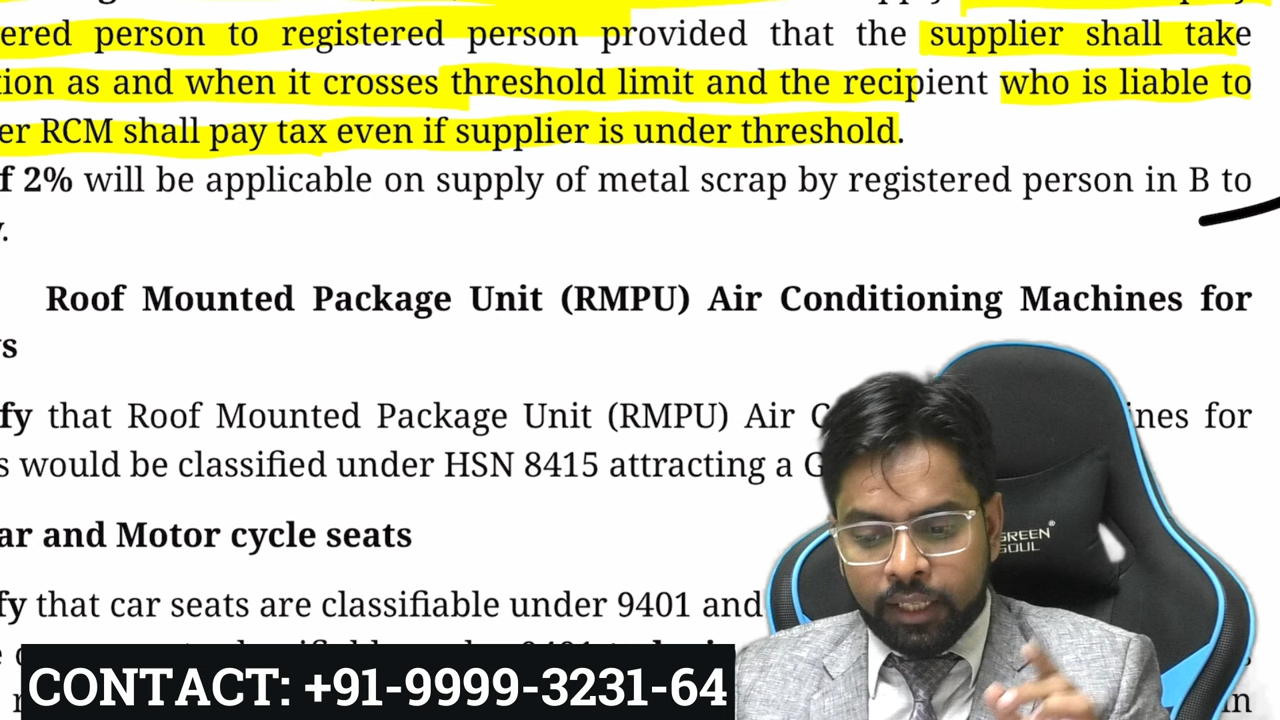 ered person to registered person provided that the supplier shall take
tion as and when it crosses threshold limit and the recipient who is liable to
er RCM shall pay tax even if supplier is under threshold.
f 2% will be applicable on supply of metal scrap by registered person in B to
Roof Mounted Package Unit (RMPU) Air Conditioning Machines for
fy that Roof Mounted Package Unit (RMPU) Air C ines for
s would be classified under HSN 8415 attracting a G
ar and Motor cycle seats
GREEN SOUL
fy that car seats are classifiable under 9401 and
CONTACT: +91-9999-3231-64